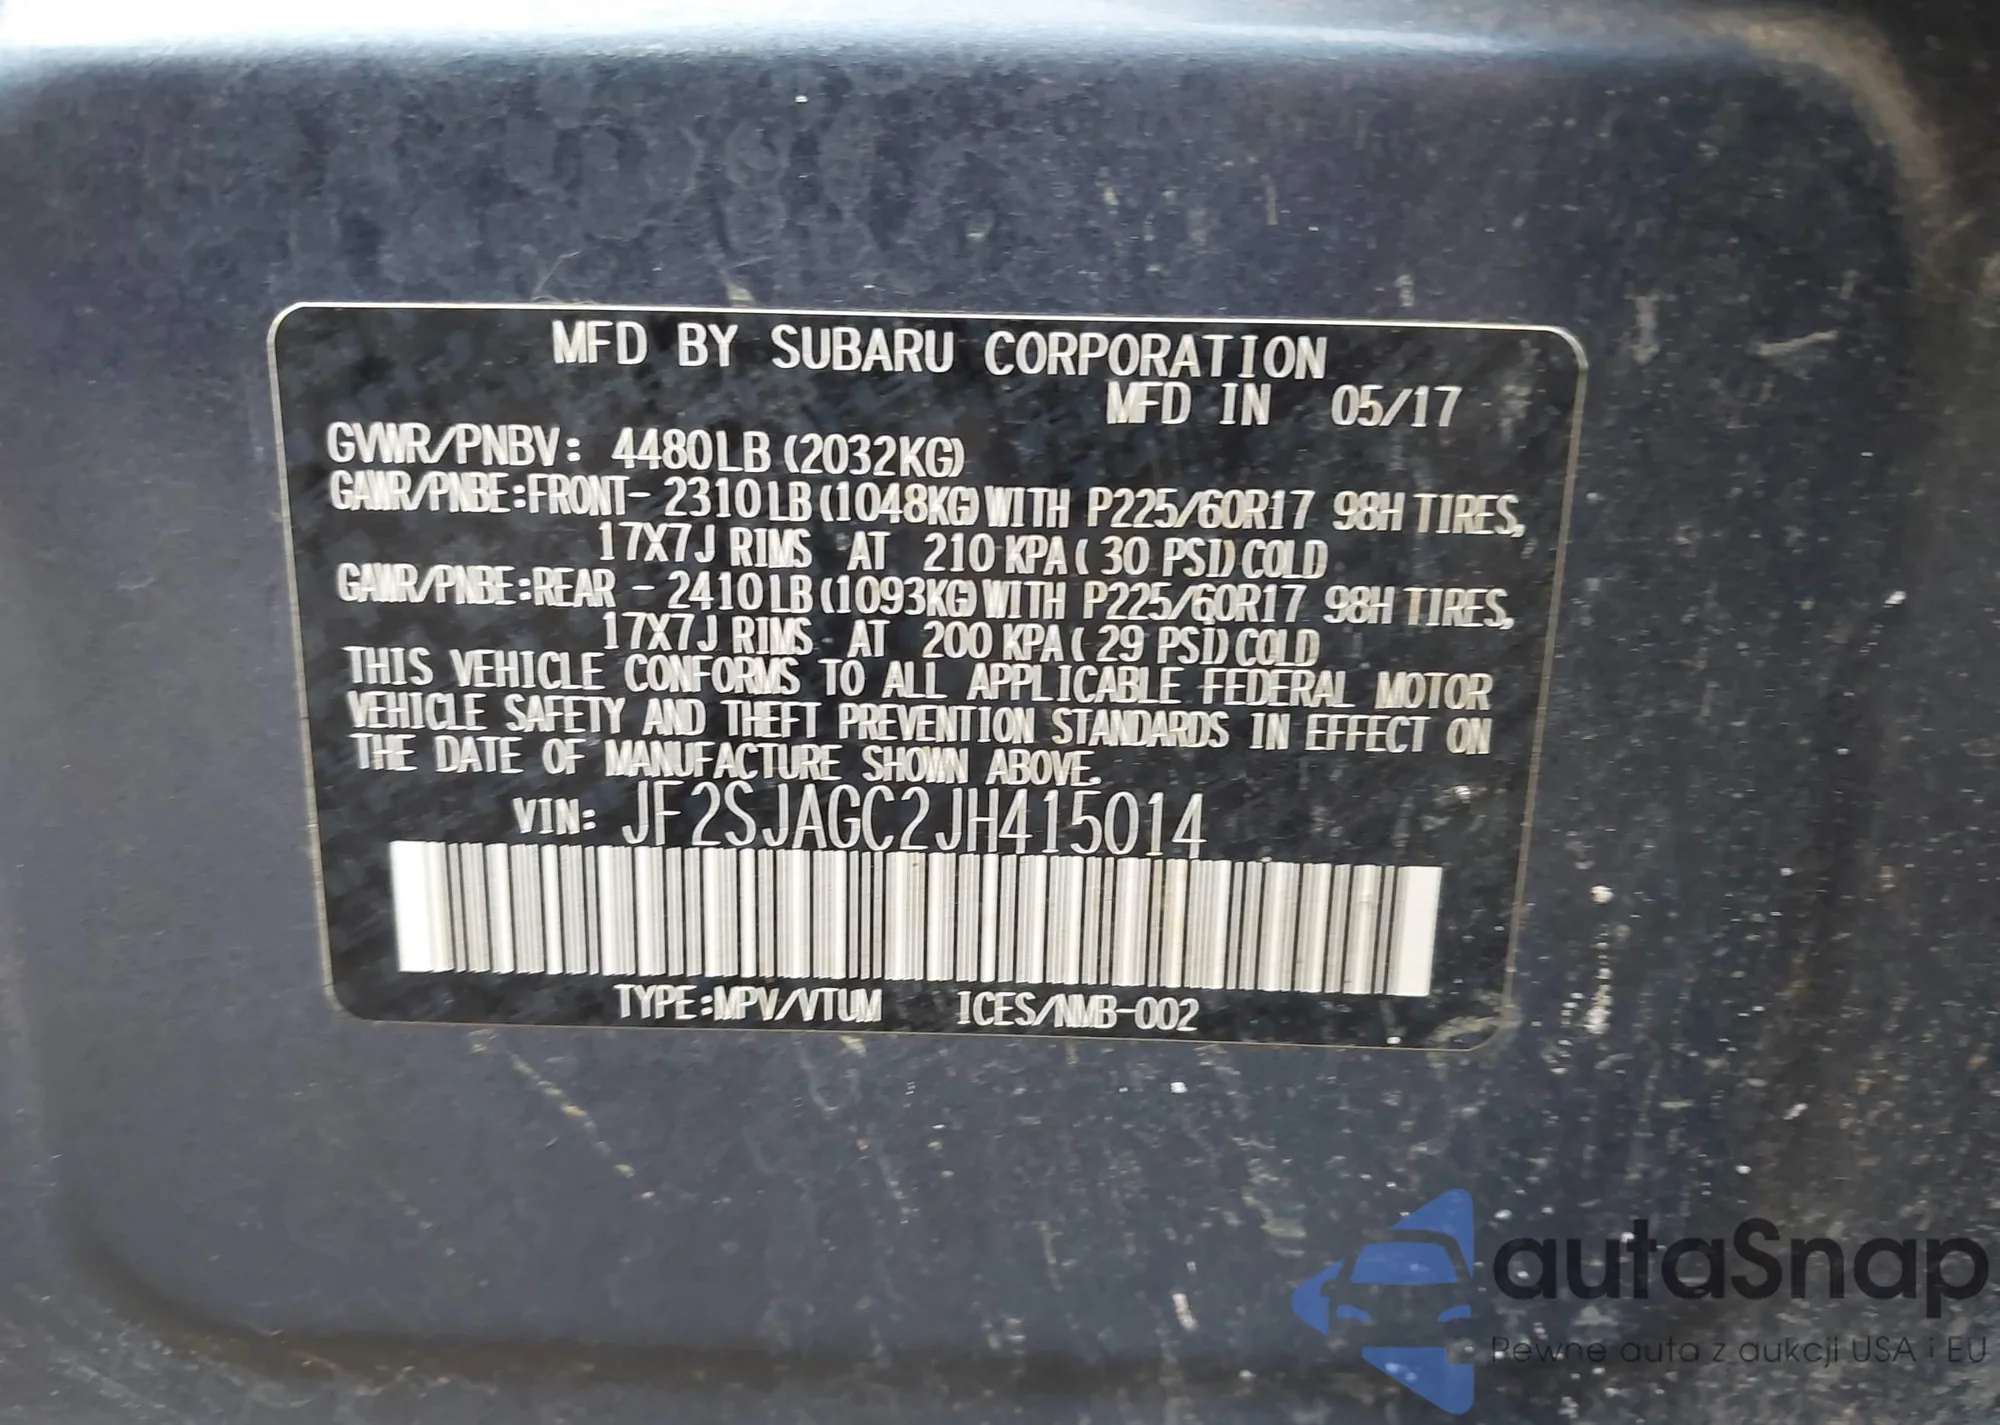 MFD BY SUBARU CORPORATION
MFD IN 05/17
GVWR/PNBV: 4480LB (2032KG)
GAWR/PNBE:FRONT- 2310LB(1048KG)WITH P225/60R17 98H TIRES,
17X7J RIMS AT 210 KPA( 30 PSI)COLD
GAWR/PNBE:REAR - 2410LB(1093KG)WITH P225/60R17 98H TIRES,
17X7J RIMS AT 200 KPA( 29 PSI)COLD
THIS VEHICLE CONFORMS TO ALL APPLICABLE FEDERAL MOTOR
VEHICLE SAFETY AND THEFT PREVENTION STANDARDS IN EFFECT ON
THE DATE OF MANUFACTURE SHOWN ABOVE.
VIN: JF2SJAGC2JH415014
TYPE:MPV/VTUM ICES/NMB-002
autaSnap
Pewne auta z aukcji USA i EU